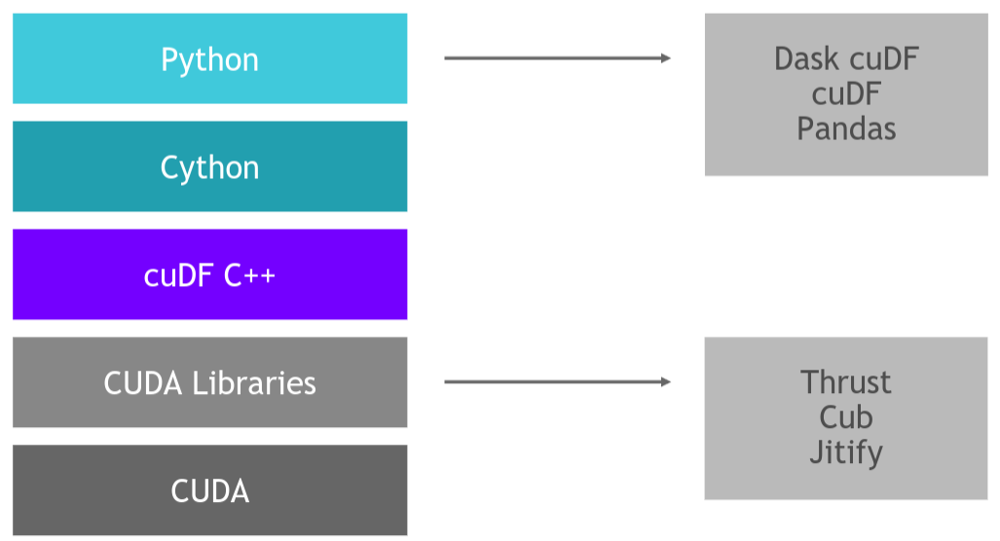 Python
Dask cuDF
cuDF
Pandas
Cython
cuDF C++
CUDA Libraries
Thrust
Cub
Jitify
CUDA